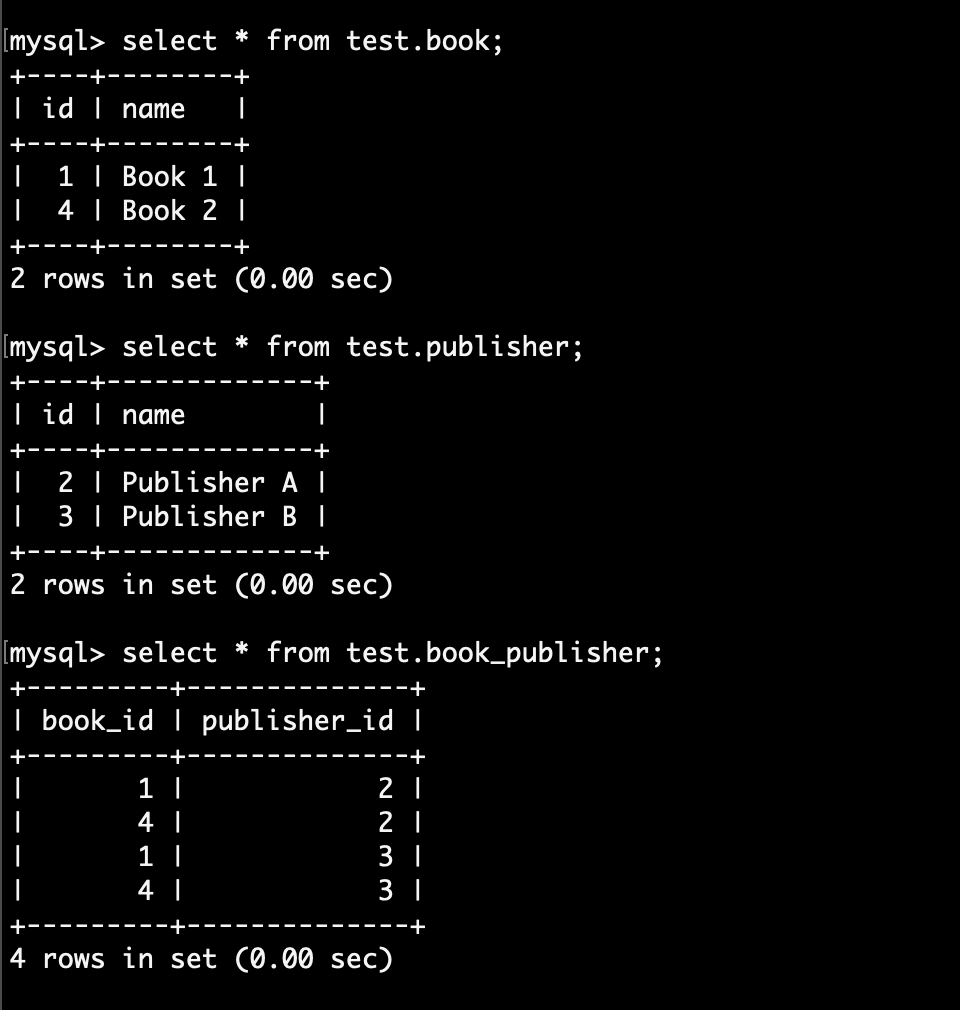 [mysql> select * from test.book;
+----+--------+
| id | name   |
+----+--------+
|  1 | Book 1 |
|  4 | Book 2 |
+----+--------+
2 rows in set (0.00 sec)

[mysql> select * from test.publisher;
+----+-------------+
| id | name        |
+----+-------------+
|  2 | Publisher A |
|  3 | Publisher B |
+----+-------------+
2 rows in set (0.00 sec)

[mysql> select * from test.book_publisher;
+---------+--------------+
| book_id | publisher_id |
+---------+--------------+
|       1 |            2 |
|       4 |            2 |
|       1 |            3 |
|       4 |            3 |
+---------+--------------+
4 rows in set (0.00 sec)